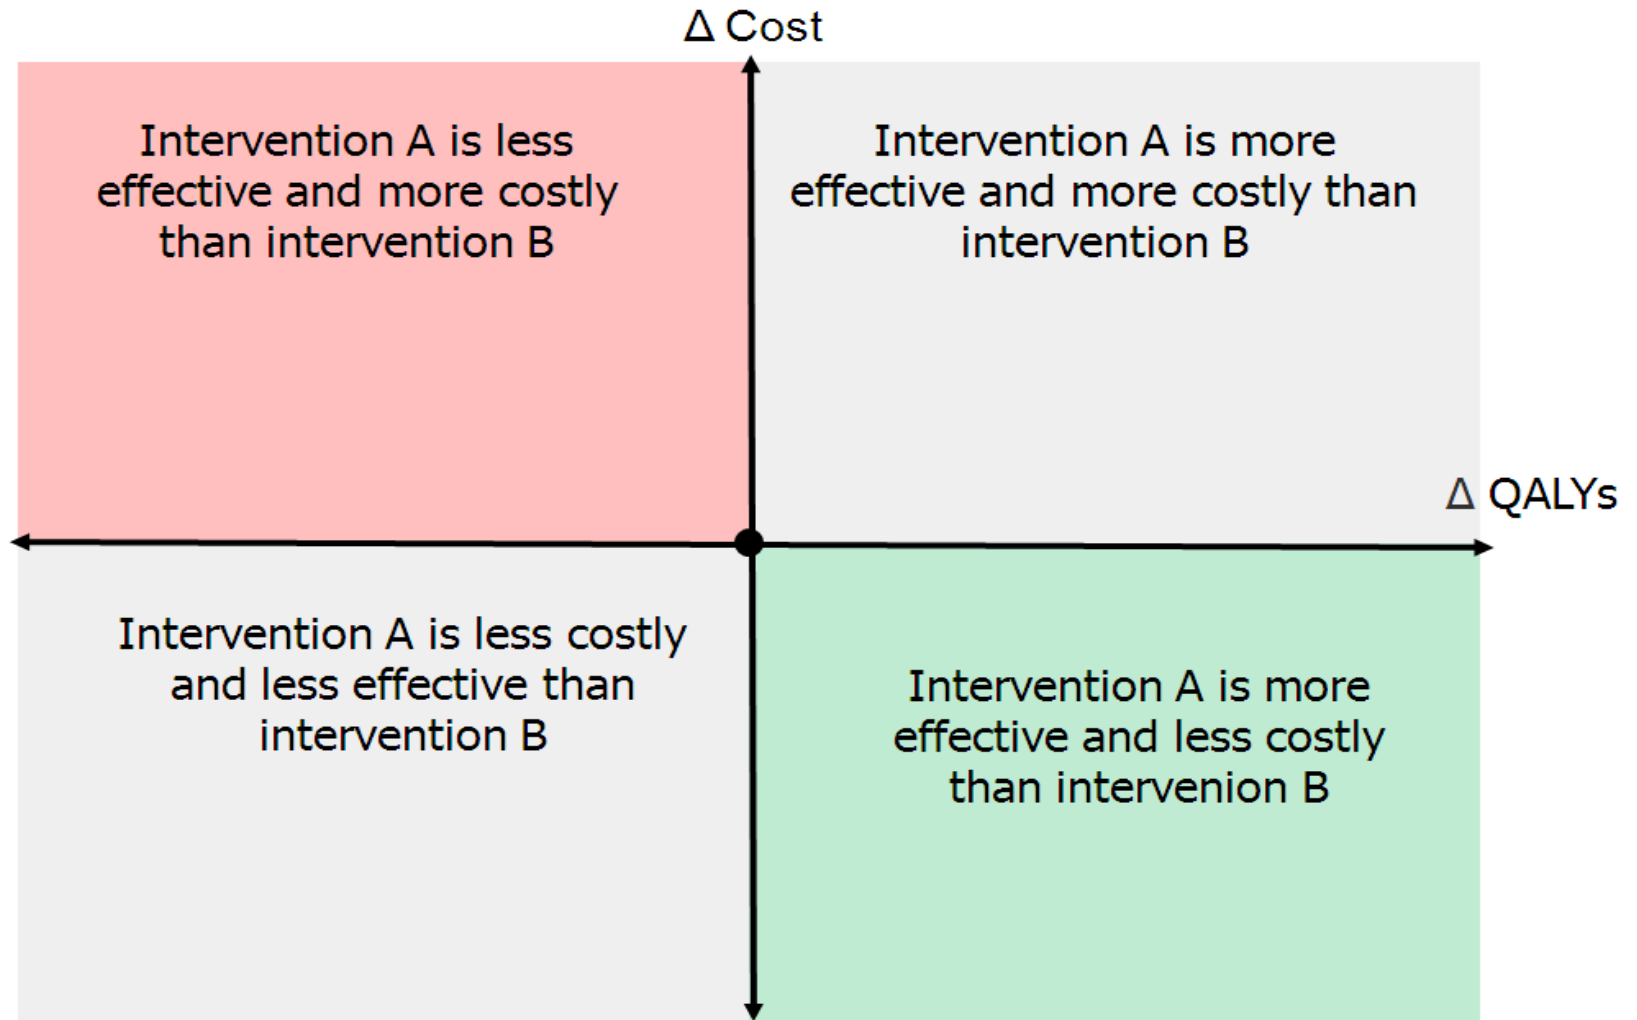 Δ Cost
Intervention A is less
effective and more costly
than intervention B
Intervention A is more
effective and more costly than
intervention B
Δ QALYs
Intervention A is less costly
and less effective than
intervention B
Intervention A is more
effective and less costly
than intervenion B